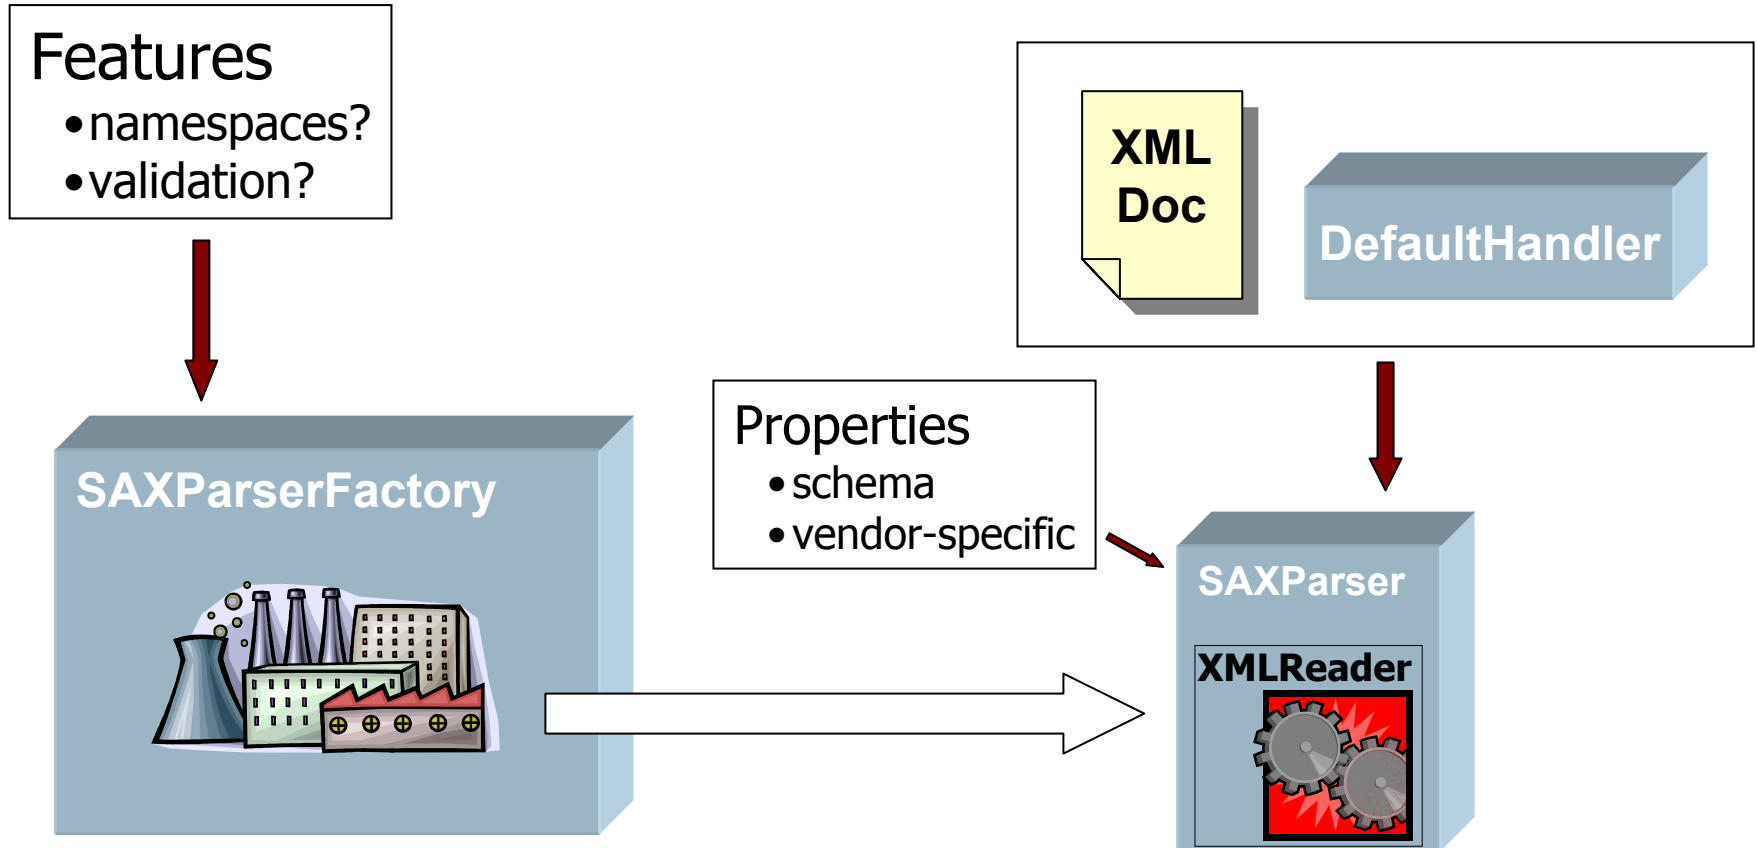 Features
•namespaces?
•validation?
XML
Doc
DefaultHandler
Properties
•schema
•vendor-specific
SAXParserFactory
SAXParser
XMLReader